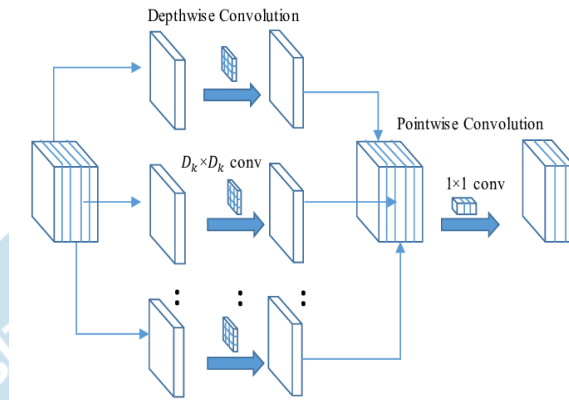 Depthwise Convolution
Pointwise Convolution
D_k×D_k conv
1×1 conv